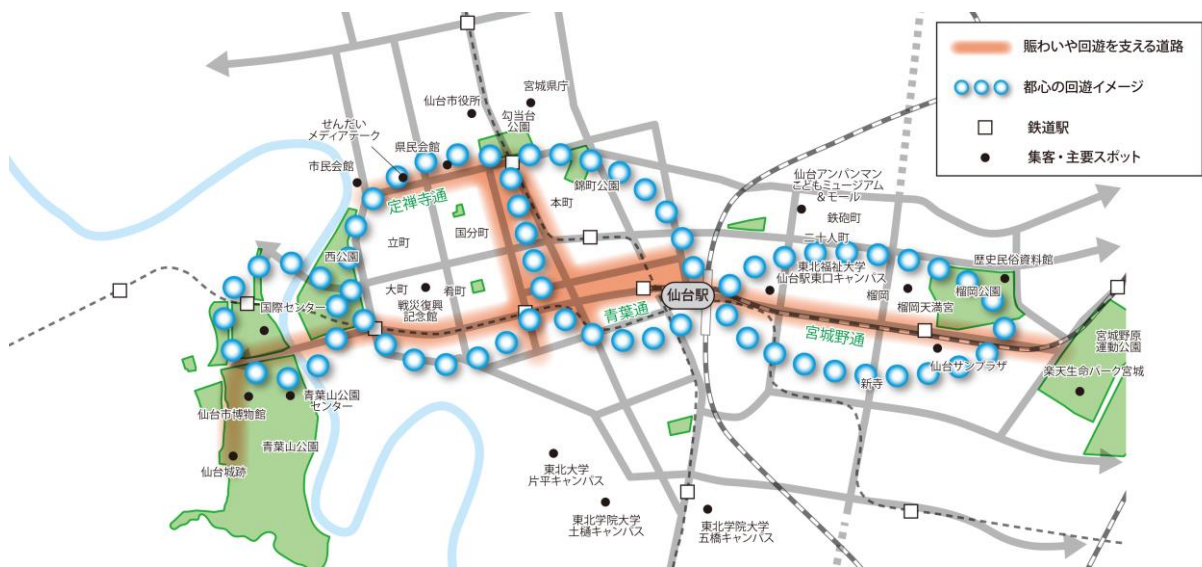 賑わいや回遊を支える道路
都心の回遊イメージ
鉄道駅
集客・主要スポット
宮城県庁
仙台市役所
勾当台
公園
せんだい
メディアテーク
県民会館
市民会館
定禅寺通
錦町公園
本町
国分町
立町
西公園
大町
肴町
戦災復興
記念館
国際センター
仙台駅
青葉通
仙台アンパンマン
こどもミュージアム
&モール
鉄砲町
二十人町
東北福祉大学
仙台駅東口キャンパス
榴岡
榴岡天満宮
歴史民俗資料館
榴岡公園
宮城野通
宮城野原
運動公園
仙台サンプラザ
楽天生命パーク宮城
新寺
仙台市博物館
青葉山公園
センター
青葉山公園
仙台城跡
東北大学
片平キャンパス
東北学院大学
土樋キャンパス
東北学院大学
五橋キャンパス